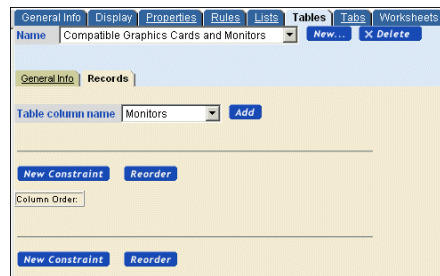 General Info Display Properties Rules Lists Tables Tabs Worksheets
Name Compatible Graphics Cards and Monitors New... X Delete
General Info Records
Table column name Monitors Add
New Constraint Reorder
Column Order:
New Constraint Reorder